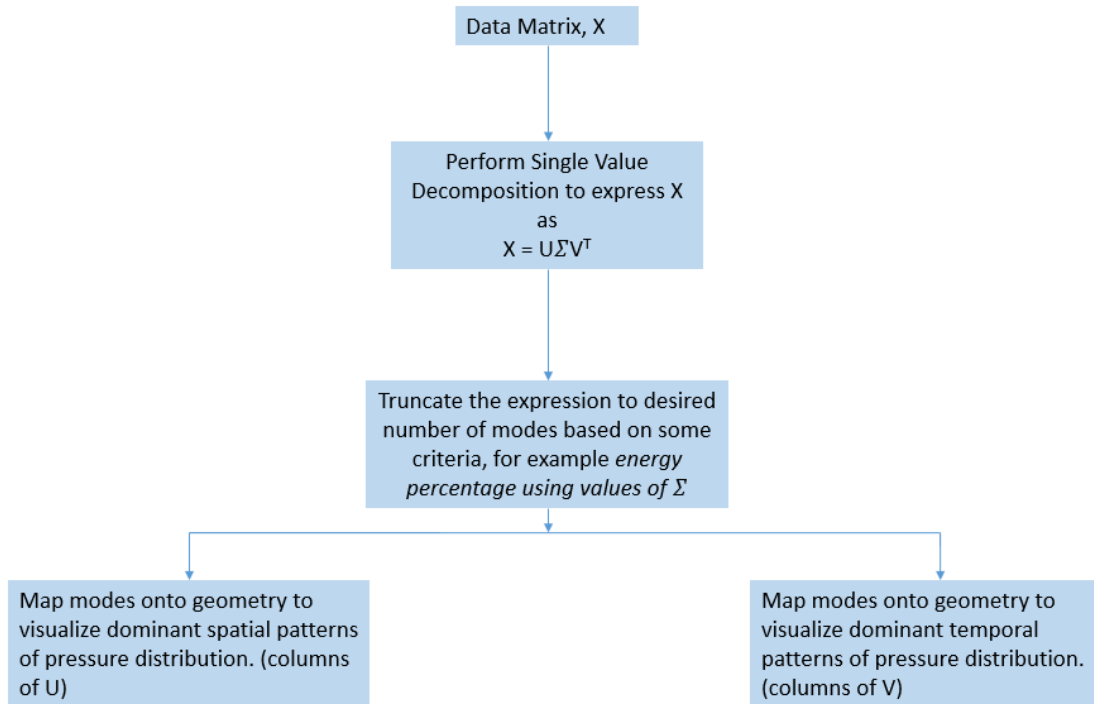 Data Matrix, X
Perform Single Value
Decomposition to express X
as
X = UΣVᵀ
Truncate the expression to desired
number of modes based on some
criteria, for example energy
percentage using values of Σ
Map modes onto geometry to
visualize dominant spatial patterns
of pressure distribution. (columns
of U)
Map modes onto geometry to
visualize dominant temporal
patterns of pressure distribution.
(columns of V)